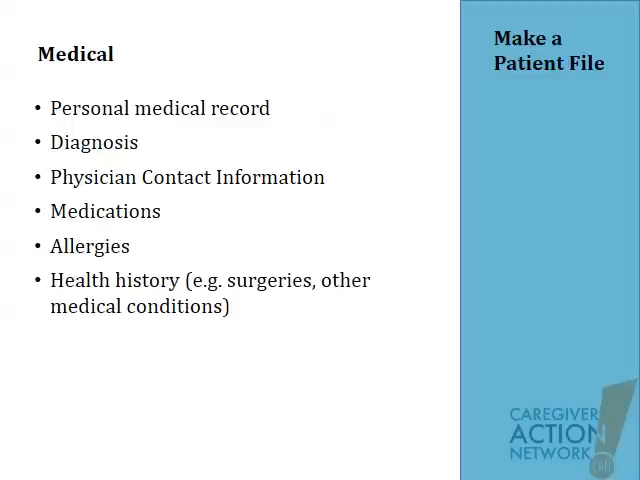 Medical
• Personal medical record
• Diagnosis
• Physician Contact Information
• Medications
• Allergies
• Health history (e.g. surgeries, other
medical conditions)
Make a
Patient File
CAREGIVER
ACTION
NETWORK